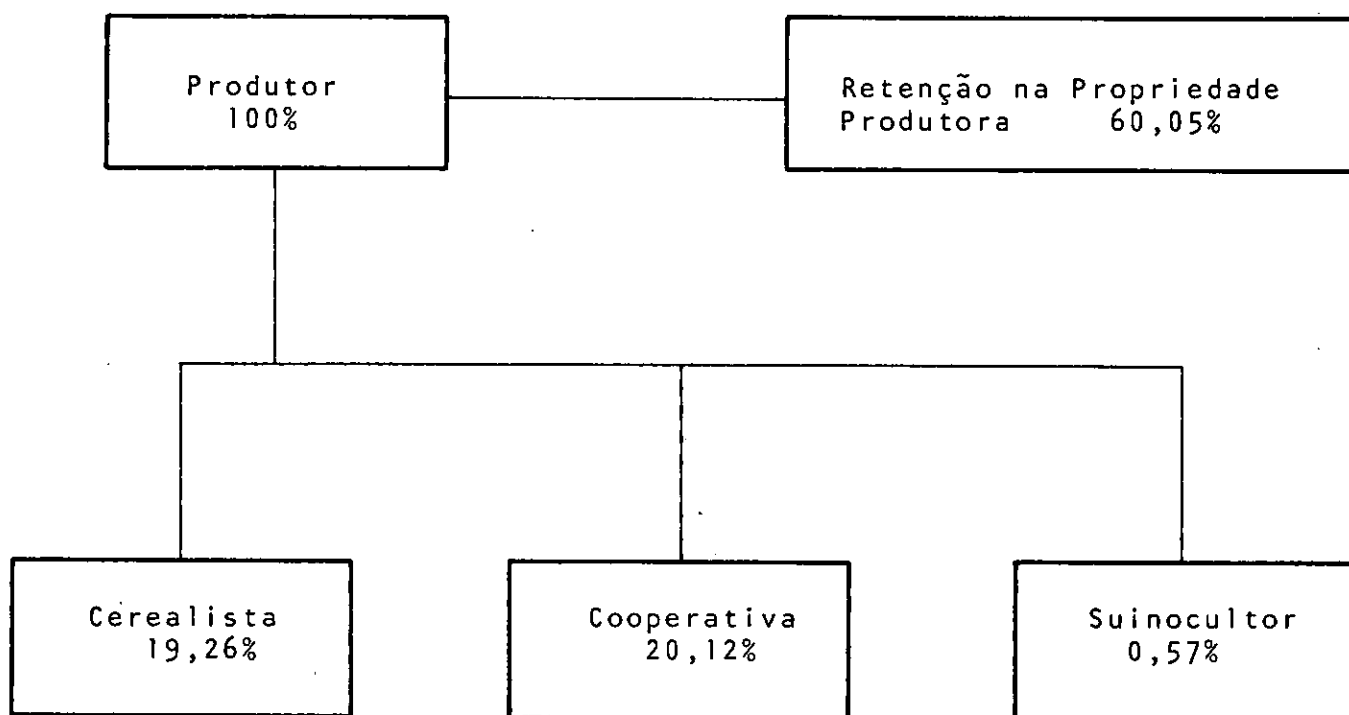 Produtor
100%
Retenção na Propriedade
Produtora 60,05%
Cerealista
19,26%
Cooperativa
20,12%
Suinocultor
0,57%